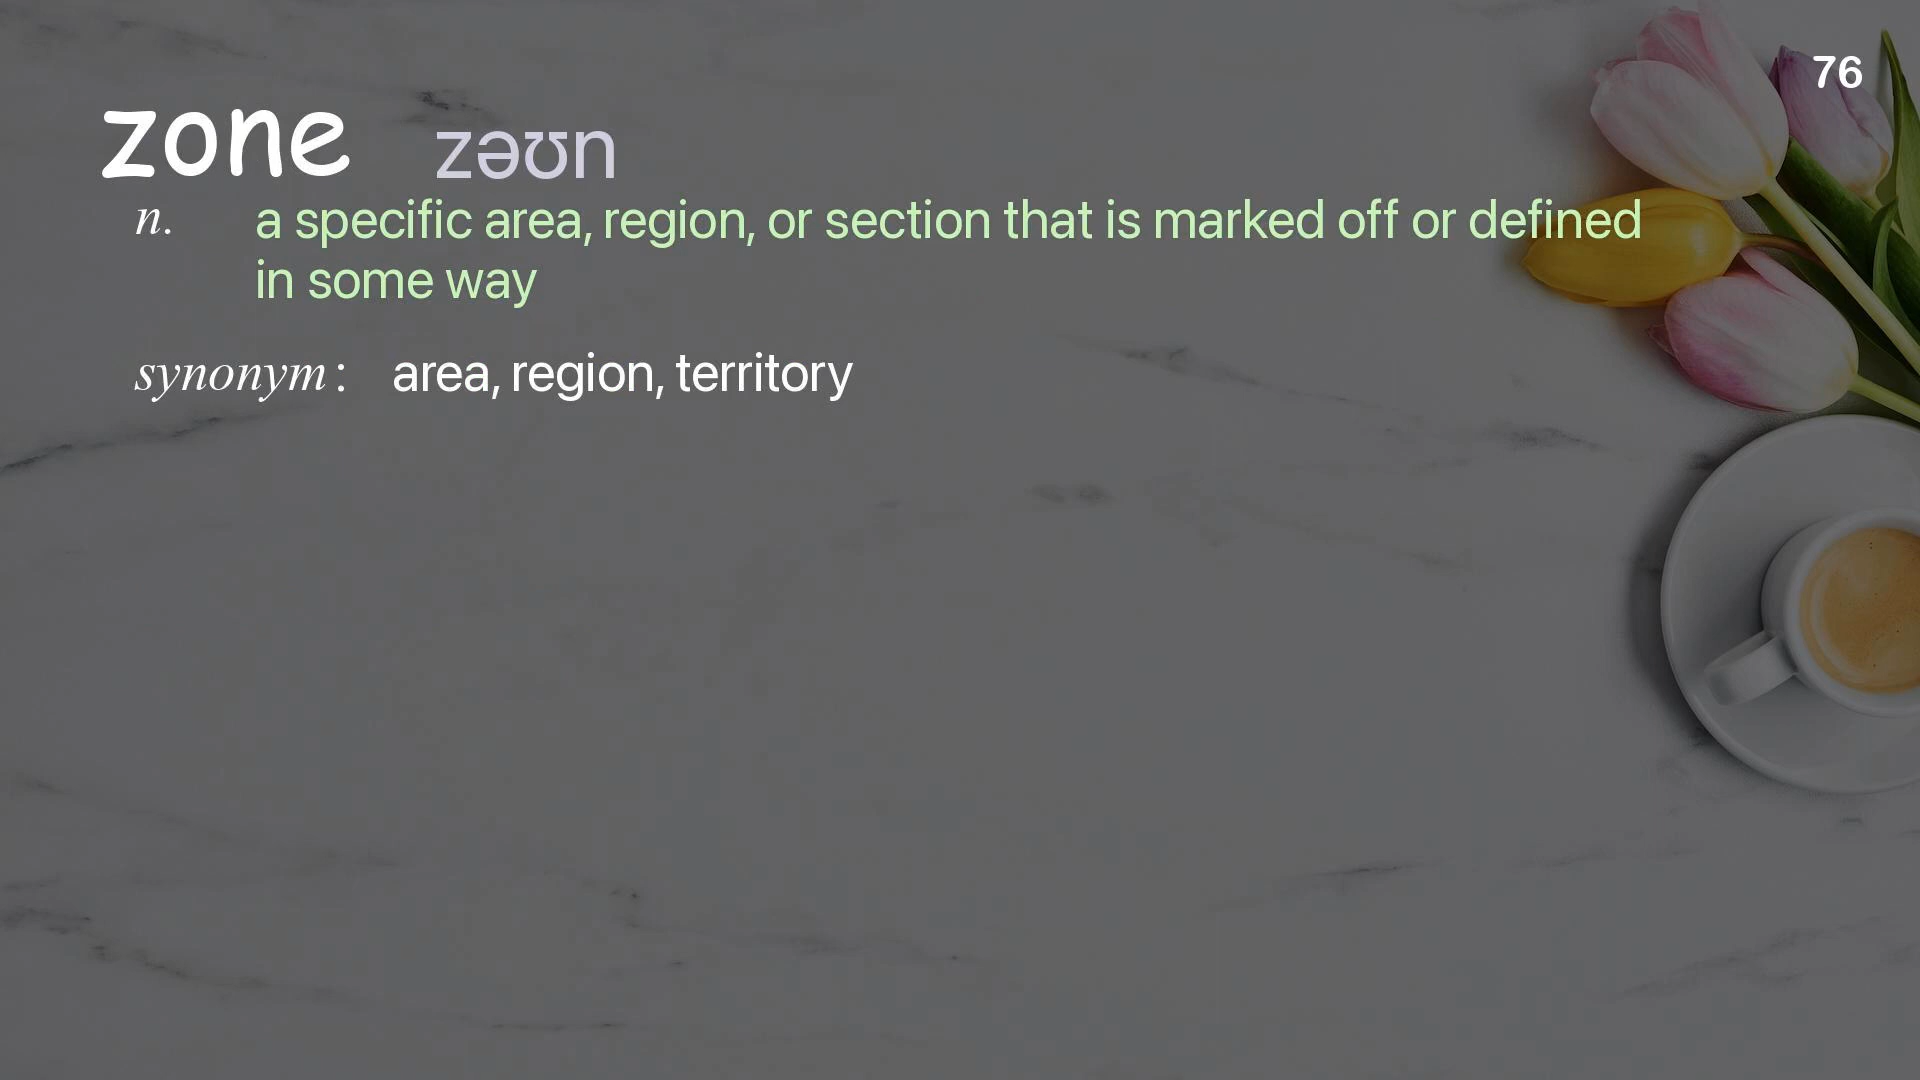 76
zone zəʊn
n. a specific area, region, or section that is marked off or defined
in some way
synonym : area, region, territory